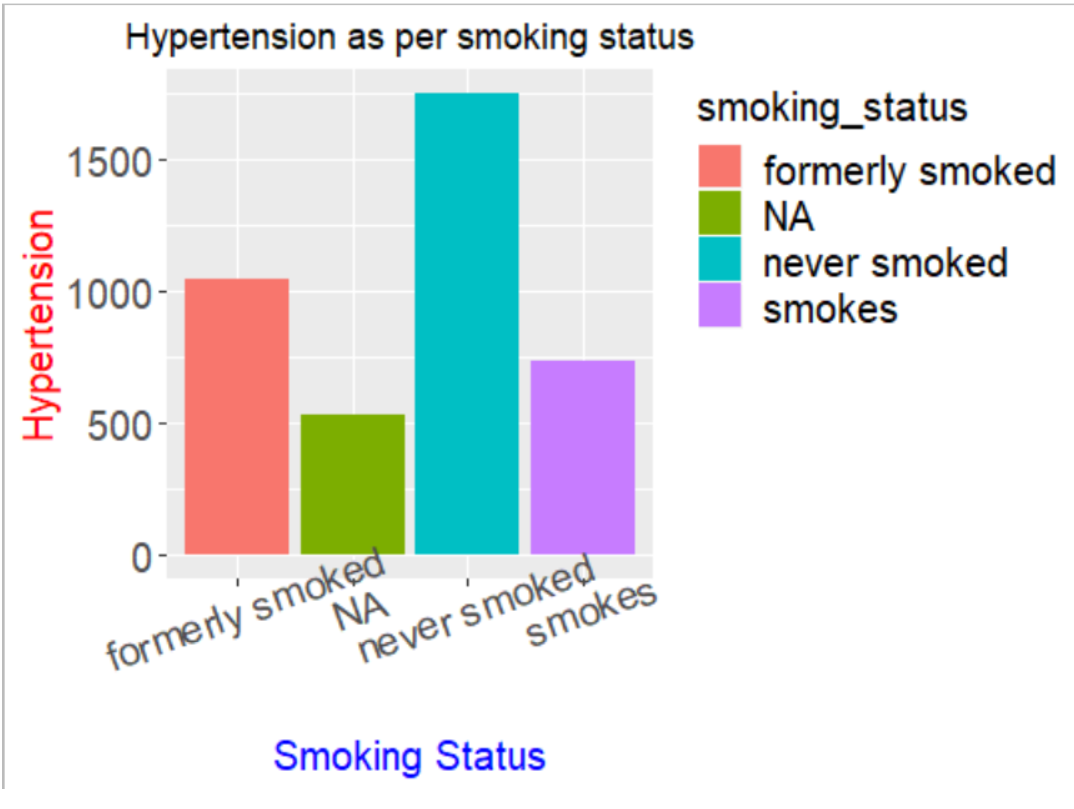 Hypertension as per smoking status
smoking_status
formerly smoked
NA
never smoked
smokes
Hypertension
1500
1000
500
0
formerly smoked
NA
never smoked
smokes
Smoking Status